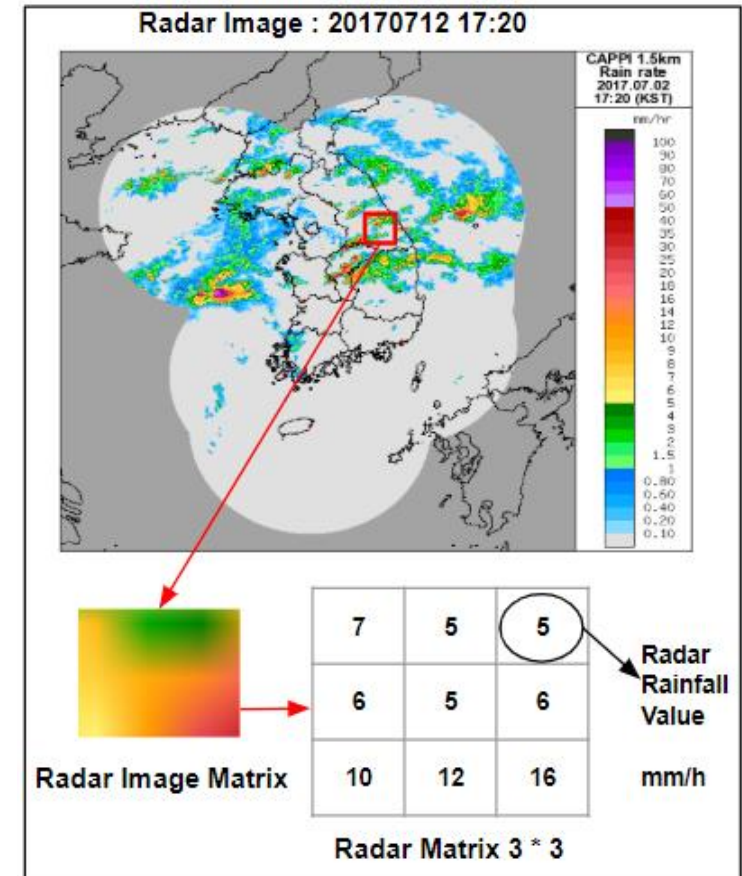 Radar Image : 20170712 17:20
CAPPI 1.5km
Rain rate
2017.07.02
17:20 (KST)
mm/hr
100
90
80
70
60
50
40
35
30
25
20
18
16
14
12
10
9
8
7
6
5
4
3
2
1.5
1
0.80
0.60
0.40
0.20
0.10
7 5 5
6 5 6
10 12 16
Radar
Rainfall
Value
mm/h
Radar Image Matrix
Radar Matrix 3 * 3